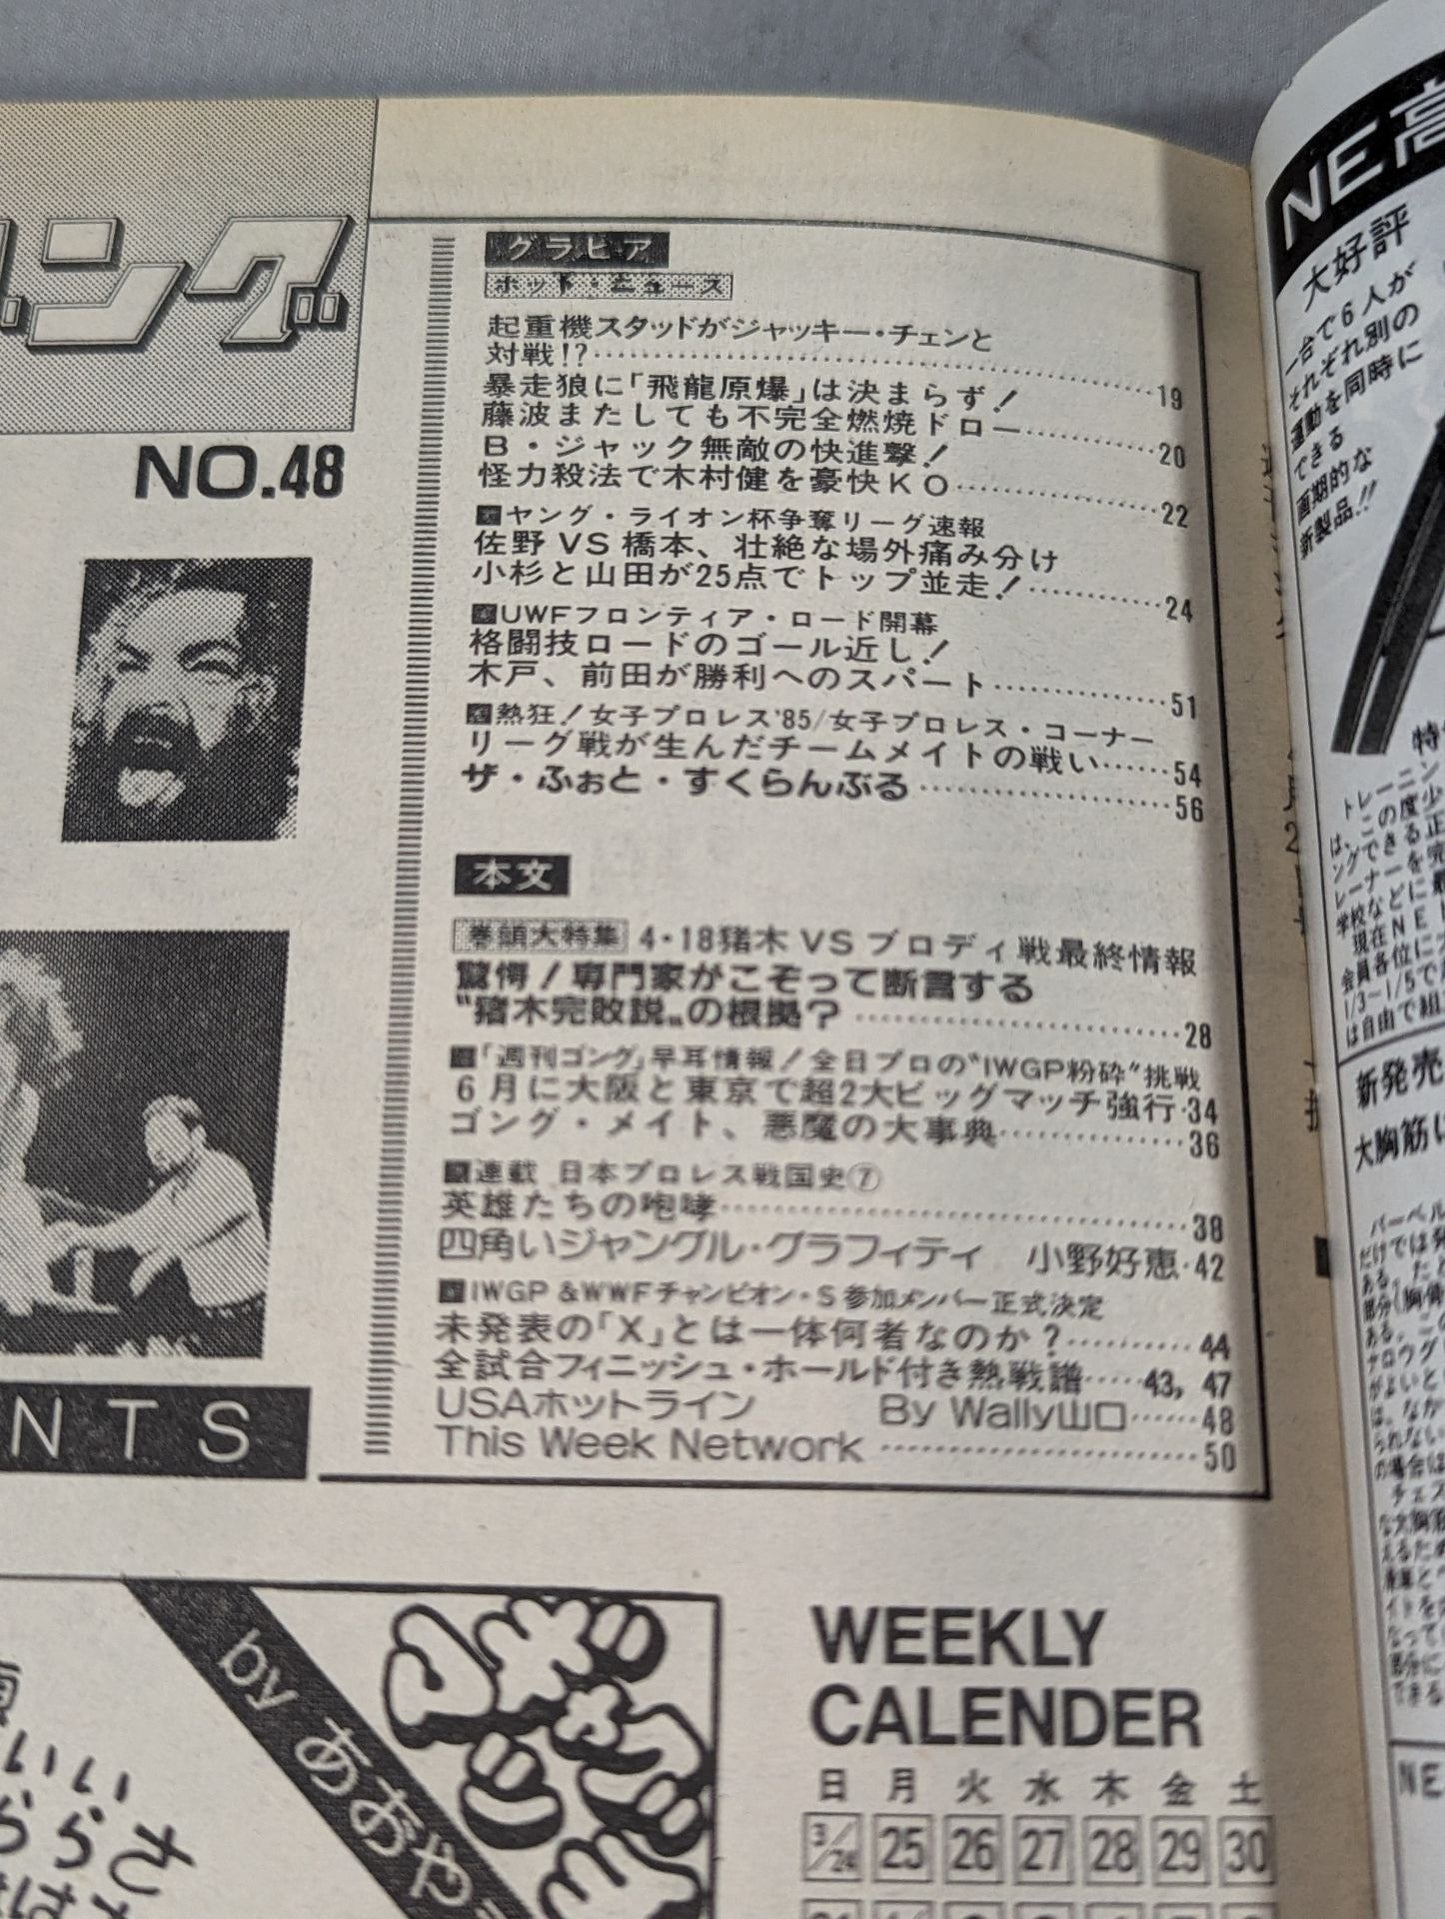 ング
NO.48
グラビア
ホット・ニュース
起重機スタッドがジャッキー・チェンと
対戦!?……19
暴走狼に「飛龍原爆」は決まらず!
藤波またしても不完全燃焼ドロー……20
B・ジャック無敵の快進撃!
怪力殺法で木村健を豪快KO……22
ヤング・ライオン杯争奪リーグ速報
佐野VS橋本、壮絶な場外痛み分け
小杉と山田が25点でトップ並走!……24
UWFフロンティア・ロード開幕
格闘技ロードのゴール近し!
木戸、前田が勝利へのスパート……51
熱狂!女子プロレス'85/女子プロレス・コーナー
リーグ戦が生んだチームメイトの戦い……54
ザ・ふぉと・すくらんぶる……56
本文
巻頭大特集 4・18猪木VSブロディ戦最終情報
驚愕!専門家がこぞって断言する
"猪木完敗説"の根拠?……28
「週刊ゴング」早耳情報!全日プロの"IWGP粉砕"挑戦
6月に大阪と東京で超2大ビッグマッチ強行・34
ゴング・メイト、悪魔の大事典……36
連載 日本プロレス戦国史⑦
英雄たちの咆哮……38
四角いジャングル・グラフィティ 小野好恵・42
IWGP&WWFチャンピオン・S参加メンバー正式決定
未発表の「X」とは一体何者なのか?……44
全試合フィニッシュ・ホールド付き熱戦譜……43, 47
USAホットライン By Wally山口……48
This Week Network……50
NTS
by あおや
WEEKLY
CALENDER
日 月 火 水 木 金 土
3/24 25 26 27 28 29 30
NE高
大好評
一台で6人が
それぞれ別の
運動を同時に
できる
画期的な
新製品!!
新発売